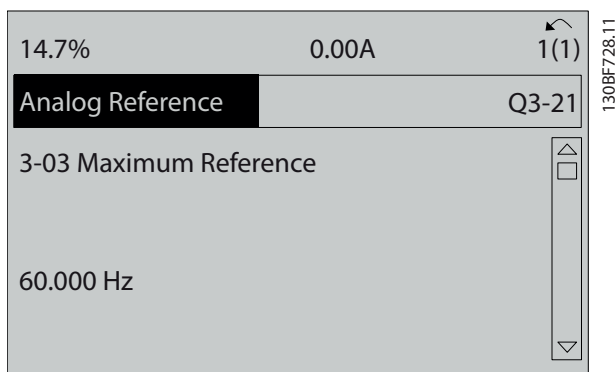 14.7% 0.00A 1(1)
Analog Reference Q3-21
3-03 Maximum Reference
60.000 Hz
130BF728.11